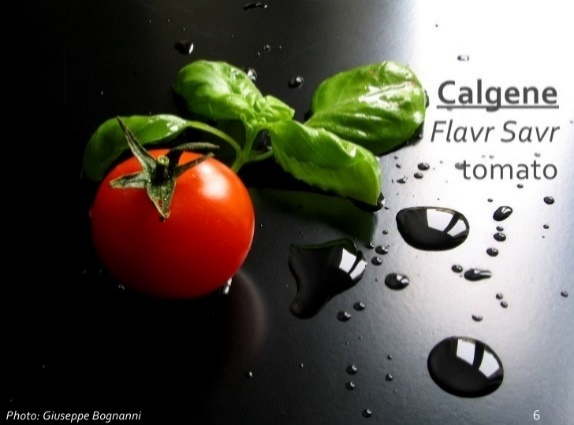 Calgene
Flavr Savr
tomato
Photo: Giuseppe Bognanni
6